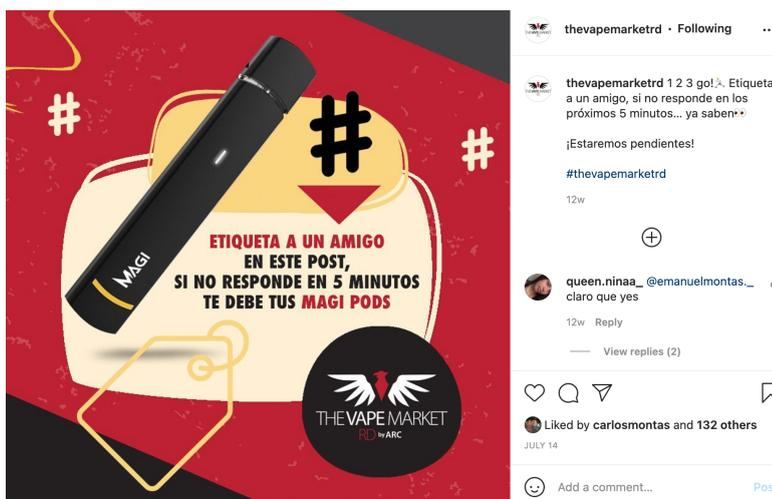 #
#
#
MAGI
ETIQUETA A UN AMIGO
EN ESTE POST,
SI NO RESPONDE EN 5 MINUTOS
TE DEBE TUS MAGI PODS
THE VAPE MARKET
RD by ARC
thevapemarketrd • Following
thevapemarketrd 1 2 3 go! Etiqueta
a un amigo, si no responde en los
próximos 5 minutos... ya saben👀
¡Estaremos pendientes!
#thevapemarketrd
12w
queen.ninaa_ @emanuelmontas._
claro que yes
12w Reply
View replies (2)
Liked by carlosmontas and 132 others
JULY 14
Add a comment...